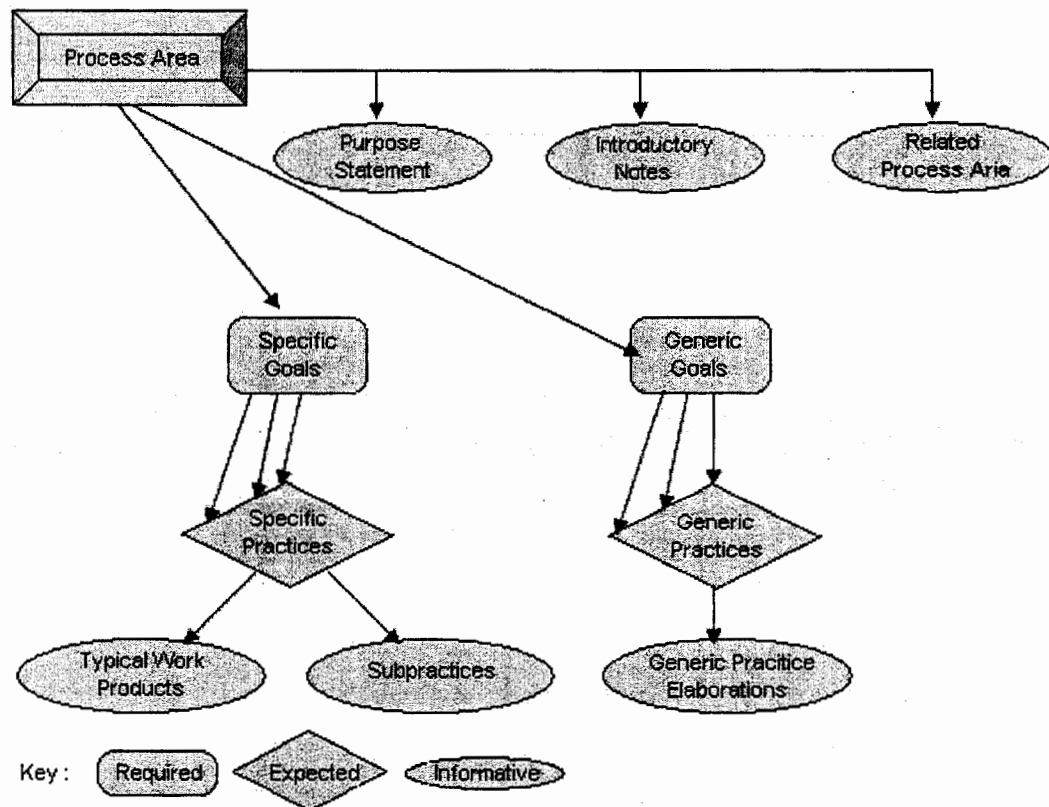 Process Area
Purpose
Statement
Introductory
Notes
Related
Process Aria
Specific
Goals
Generic
Goals
Specific
Practices
Generic
Practices
Typical Work
Products
Subpractices
Generic Pracitice
Elaborations
Key :
Required
Expected
Informative